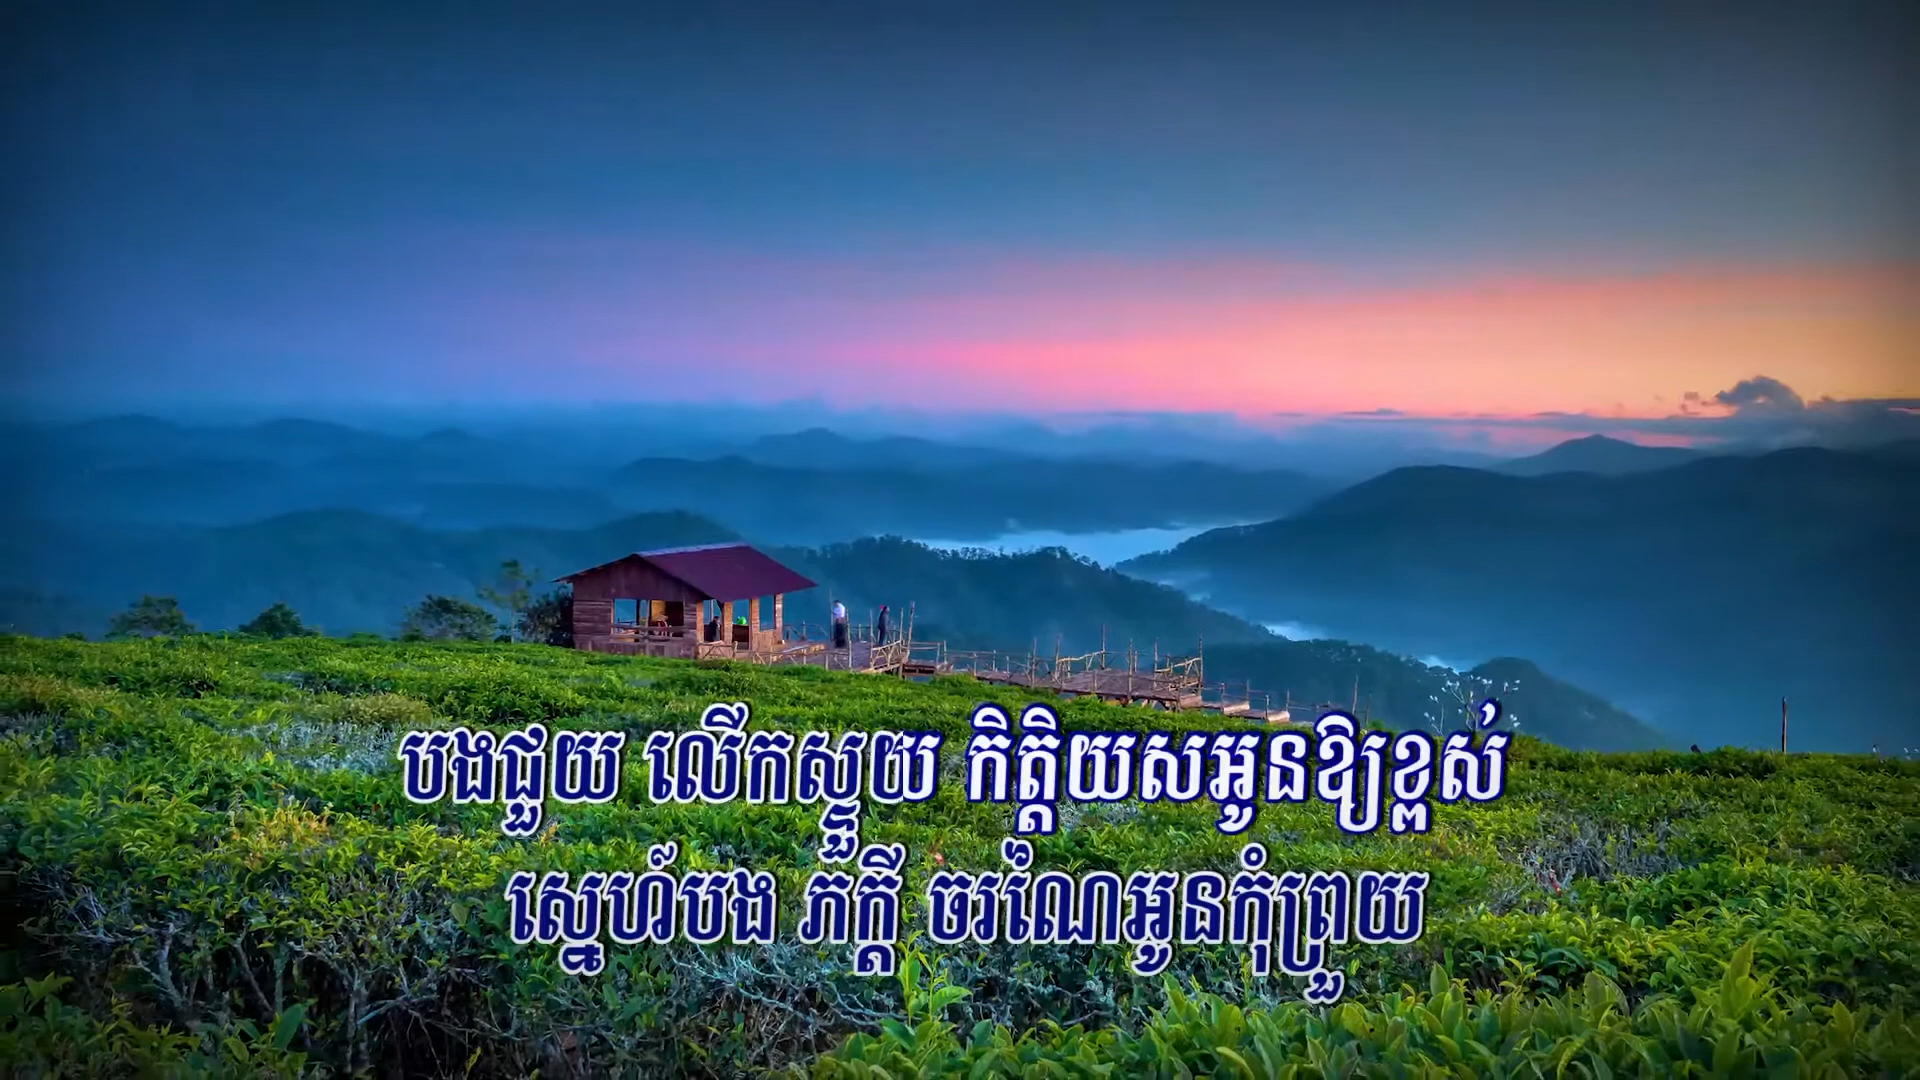 បងជួយ លើកស្ទួយ កិត្តិយសអូនឱ្យខ្ពស់
ស្នេហ៍បង ភក្ដី ចរណៃអូនកុំព្រួយ